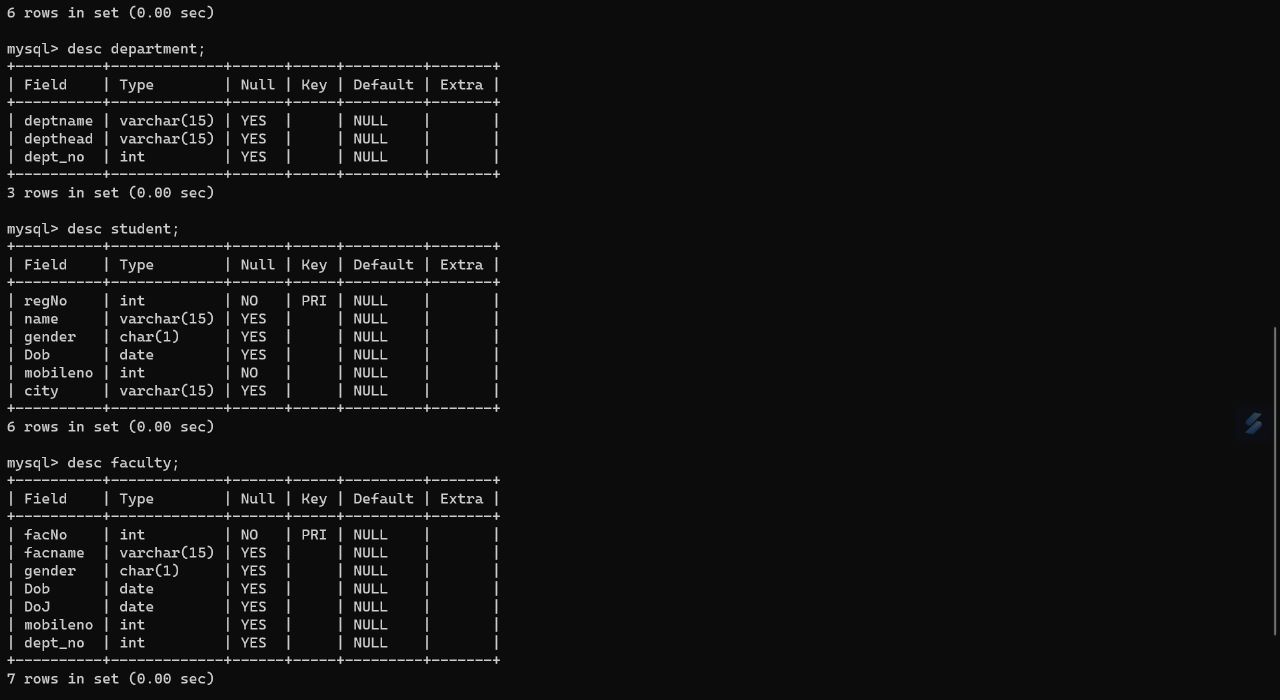 6 rows in set (0.00 sec)
mysql> desc department;
+----------+-------------+------+-----+---------+-------+
| Field    | Type        | Null | Key | Default | Extra |
+----------+-------------+------+-----+---------+-------+
| deptname | varchar(15) | YES  |     | NULL    |       |
| depthead | varchar(15) | YES  |     | NULL    |       |
| dept_no  | int         | YES  |     | NULL    |       |
+----------+-------------+------+-----+---------+-------+
3 rows in set (0.00 sec)
mysql> desc student;
+----------+-------------+------+-----+---------+-------+
| Field    | Type        | Null | Key | Default | Extra |
+----------+-------------+------+-----+---------+-------+
| regNo    | int         | NO   | PRI | NULL    |       |
| name     | varchar(15) | YES  |     | NULL    |       |
| gender   | char(1)     | YES  |     | NULL    |       |
| Dob      | date        | YES  |     | NULL    |       |
| mobileno | int         | NO   |     | NULL    |       |
| city     | varchar(15) | YES  |     | NULL    |       |
+----------+-------------+------+-----+---------+-------+
6 rows in set (0.00 sec)
mysql> desc faculty;
+----------+-------------+------+-----+---------+-------+
| Field    | Type        | Null | Key | Default | Extra |
+----------+-------------+------+-----+---------+-------+
| facNo    | int         | NO   | PRI | NULL    |       |
| facname  | varchar(15) | YES  |     | NULL    |       |
| gender   | char(1)     | YES  |     | NULL    |       |
| Dob      | date        | YES  |     | NULL    |       |
| DoJ      | date        | YES  |     | NULL    |       |
| mobileno | int         | YES  |     | NULL    |       |
| dept_no  | int         | YES  |     | NULL    |       |
+----------+-------------+------+-----+---------+-------+
7 rows in set (0.00 sec)